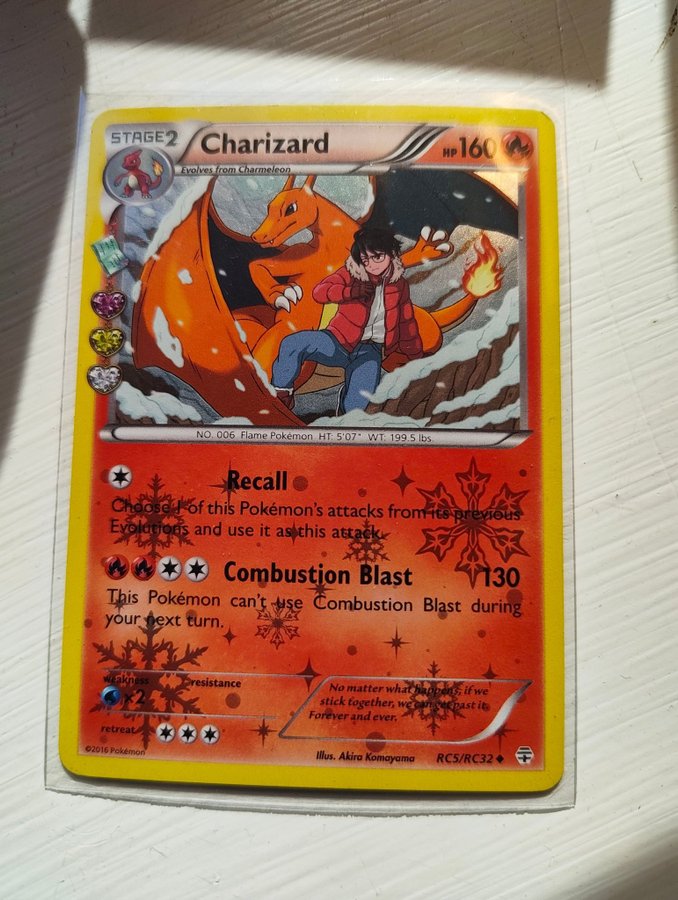 STAGE2 Charizard HP160
Evolves from Charmeleon
NO. 006 Flame Pokémon HT: 5'07" WT: 199.5 lbs.
Recall
Choose 1 of this Pokémon's attacks from its previous
Evolutions and use it as this attack.
Combustion Blast 130
This Pokémon can't use Combustion Blast during
your next turn.
weakness resistance
×2
No matter what happens, if we
stick together, we can get past it.
Forever and ever.
retreat
©2016 Pokémon Illus. Akira Komayama RC5/RC32